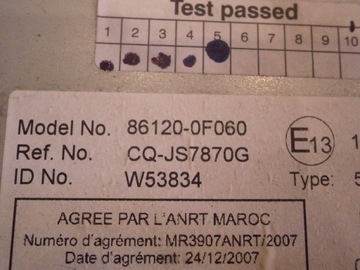 Test passed
1 2 3 4 5 6 7 8 9 10
Model No. 86120-0F060
Ref. No. CQ-JS7870G
ID No. W53834
E13
Type:
AGREE PAR L'ANRT MAROC
Numéro d'agrément: MR3907ANRT/2007
Date d'agrément: 24/12/2007